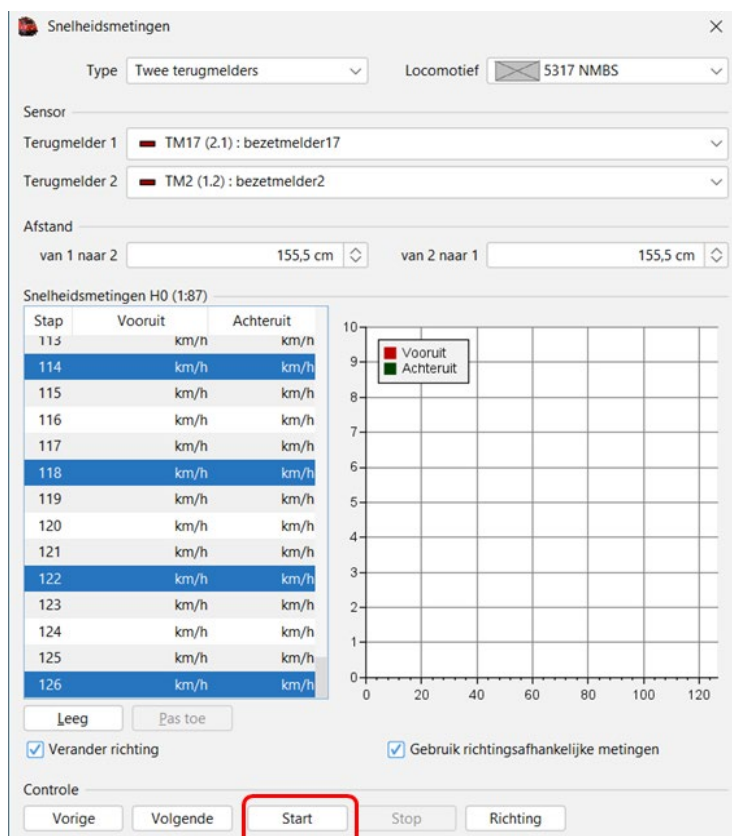 Snelheidsmetingen
Type Twee terugmelders Locomotief 5317 NMBS
Sensor
Terugmelder 1 TM17 (2.1) : bezetmelder17
Terugmelder 2 TM2 (1.2) : bezetmelder2
Afstand
van 1 naar 2 155,5 cm van 2 naar 1 155,5 cm
Snelheidsmetingen H0 (1:87)
Stap Vooruit Achteruit
113 km/h km/h
114 km/h km/h
115 km/h km/h
116 km/h km/h
117 km/h km/h
118 km/h km/h
119 km/h km/h
120 km/h km/h
121 km/h km/h
122 km/h km/h
123 km/h km/h
124 km/h km/h
125 km/h km/h
126 km/h km/h
10
9
8
7
6
5
4
3
2
1
0
Vooruit
Achteruit
0 20 40 60 80 100 120
Leeg Pas toe
Verander richting Gebruik richtingsafhankelijke metingen
Controle
Vorige Volgende Start Stop Richting